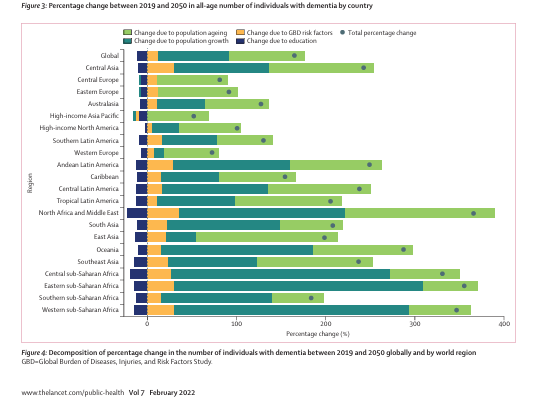 Figure 3: Percentage change between 2019 and 2050 in all-age number of individuals with dementia by country
Change due to population ageing Change due to GBD risk factors Total percentage change
Change due to population growth Change due to education
Global
Central Asia
Central Europe
Eastern Europe
Australasia
High-income Asia Pacific
High-income North America
Southern Latin America
Western Europe
Andean Latin America
Caribbean
Central Latin America
Tropical Latin America
North Africa and Middle East
South Asia
East Asia
Oceania
Southeast Asia
Central sub-Saharan Africa
Eastern sub-Saharan Africa
Southern sub-Saharan Africa
Western sub-Saharan Africa
Region
0 100 200 300 400
Percentage change (%)
Figure 4: Decomposition of percentage change in the number of individuals with dementia between 2019 and 2050 globally and by world region
GBD=Global Burden of Diseases, Injuries, and Risk Factors Study.
www.thelancet.com/public-health Vol 7 February 2022